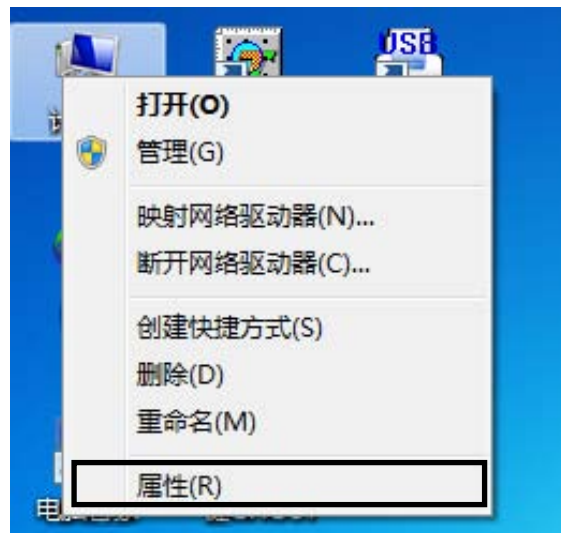 USB
打开(O)
管理(G)
映射网络驱动器(N)...
断开网络驱动器(C)...
创建快捷方式(S)
删除(D)
重命名(M)
属性(R)